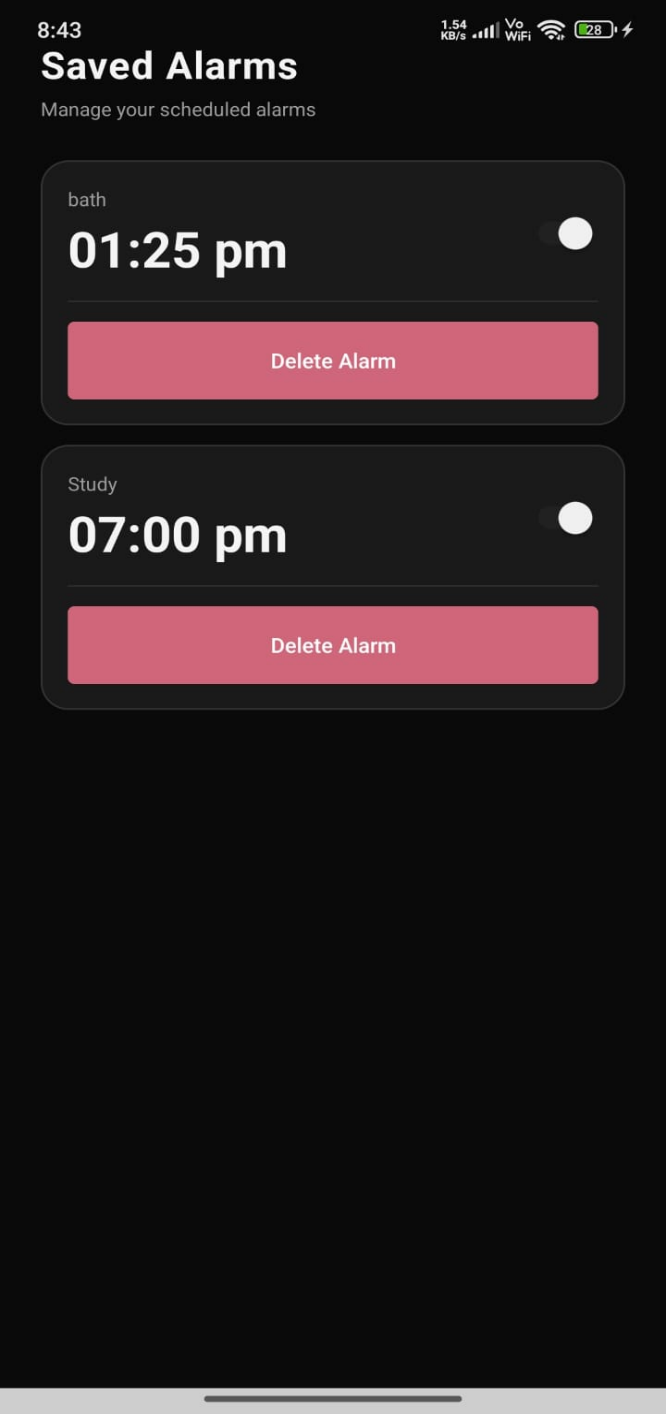 8:43
1.54 KB/s Vo WiFi 28
Saved Alarms
Manage your scheduled alarms
bath
01:25 pm
Delete Alarm
Study
07:00 pm
Delete Alarm